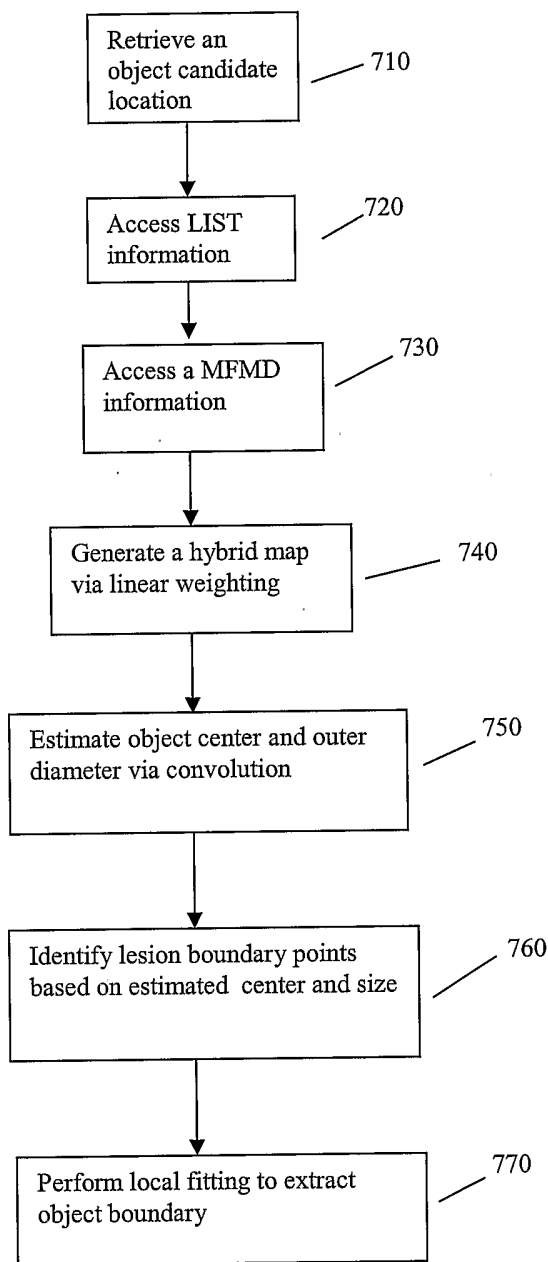 Retrieve an
object candidate
location
710
Access LIST
information
720
Access a MFMD
information
730
Generate a hybrid map
via linear weighting
740
Estimate object center and outer
diameter via convolution
750
Identify lesion boundary points
based on estimated center and size
760
Perform local fitting to extract
object boundary
770